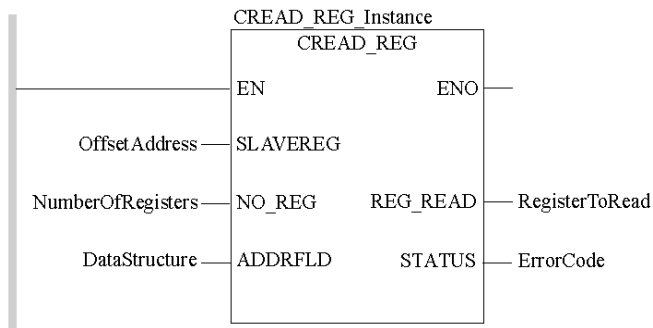 CREAD_REG_Instance
CREAD_REG
EN ENO
OffsetAddress SLAVEREG
NumberOfRegisters NO_REG REG_READ RegisterToRead
DataStructure ADDRFLD STATUS ErrorCode